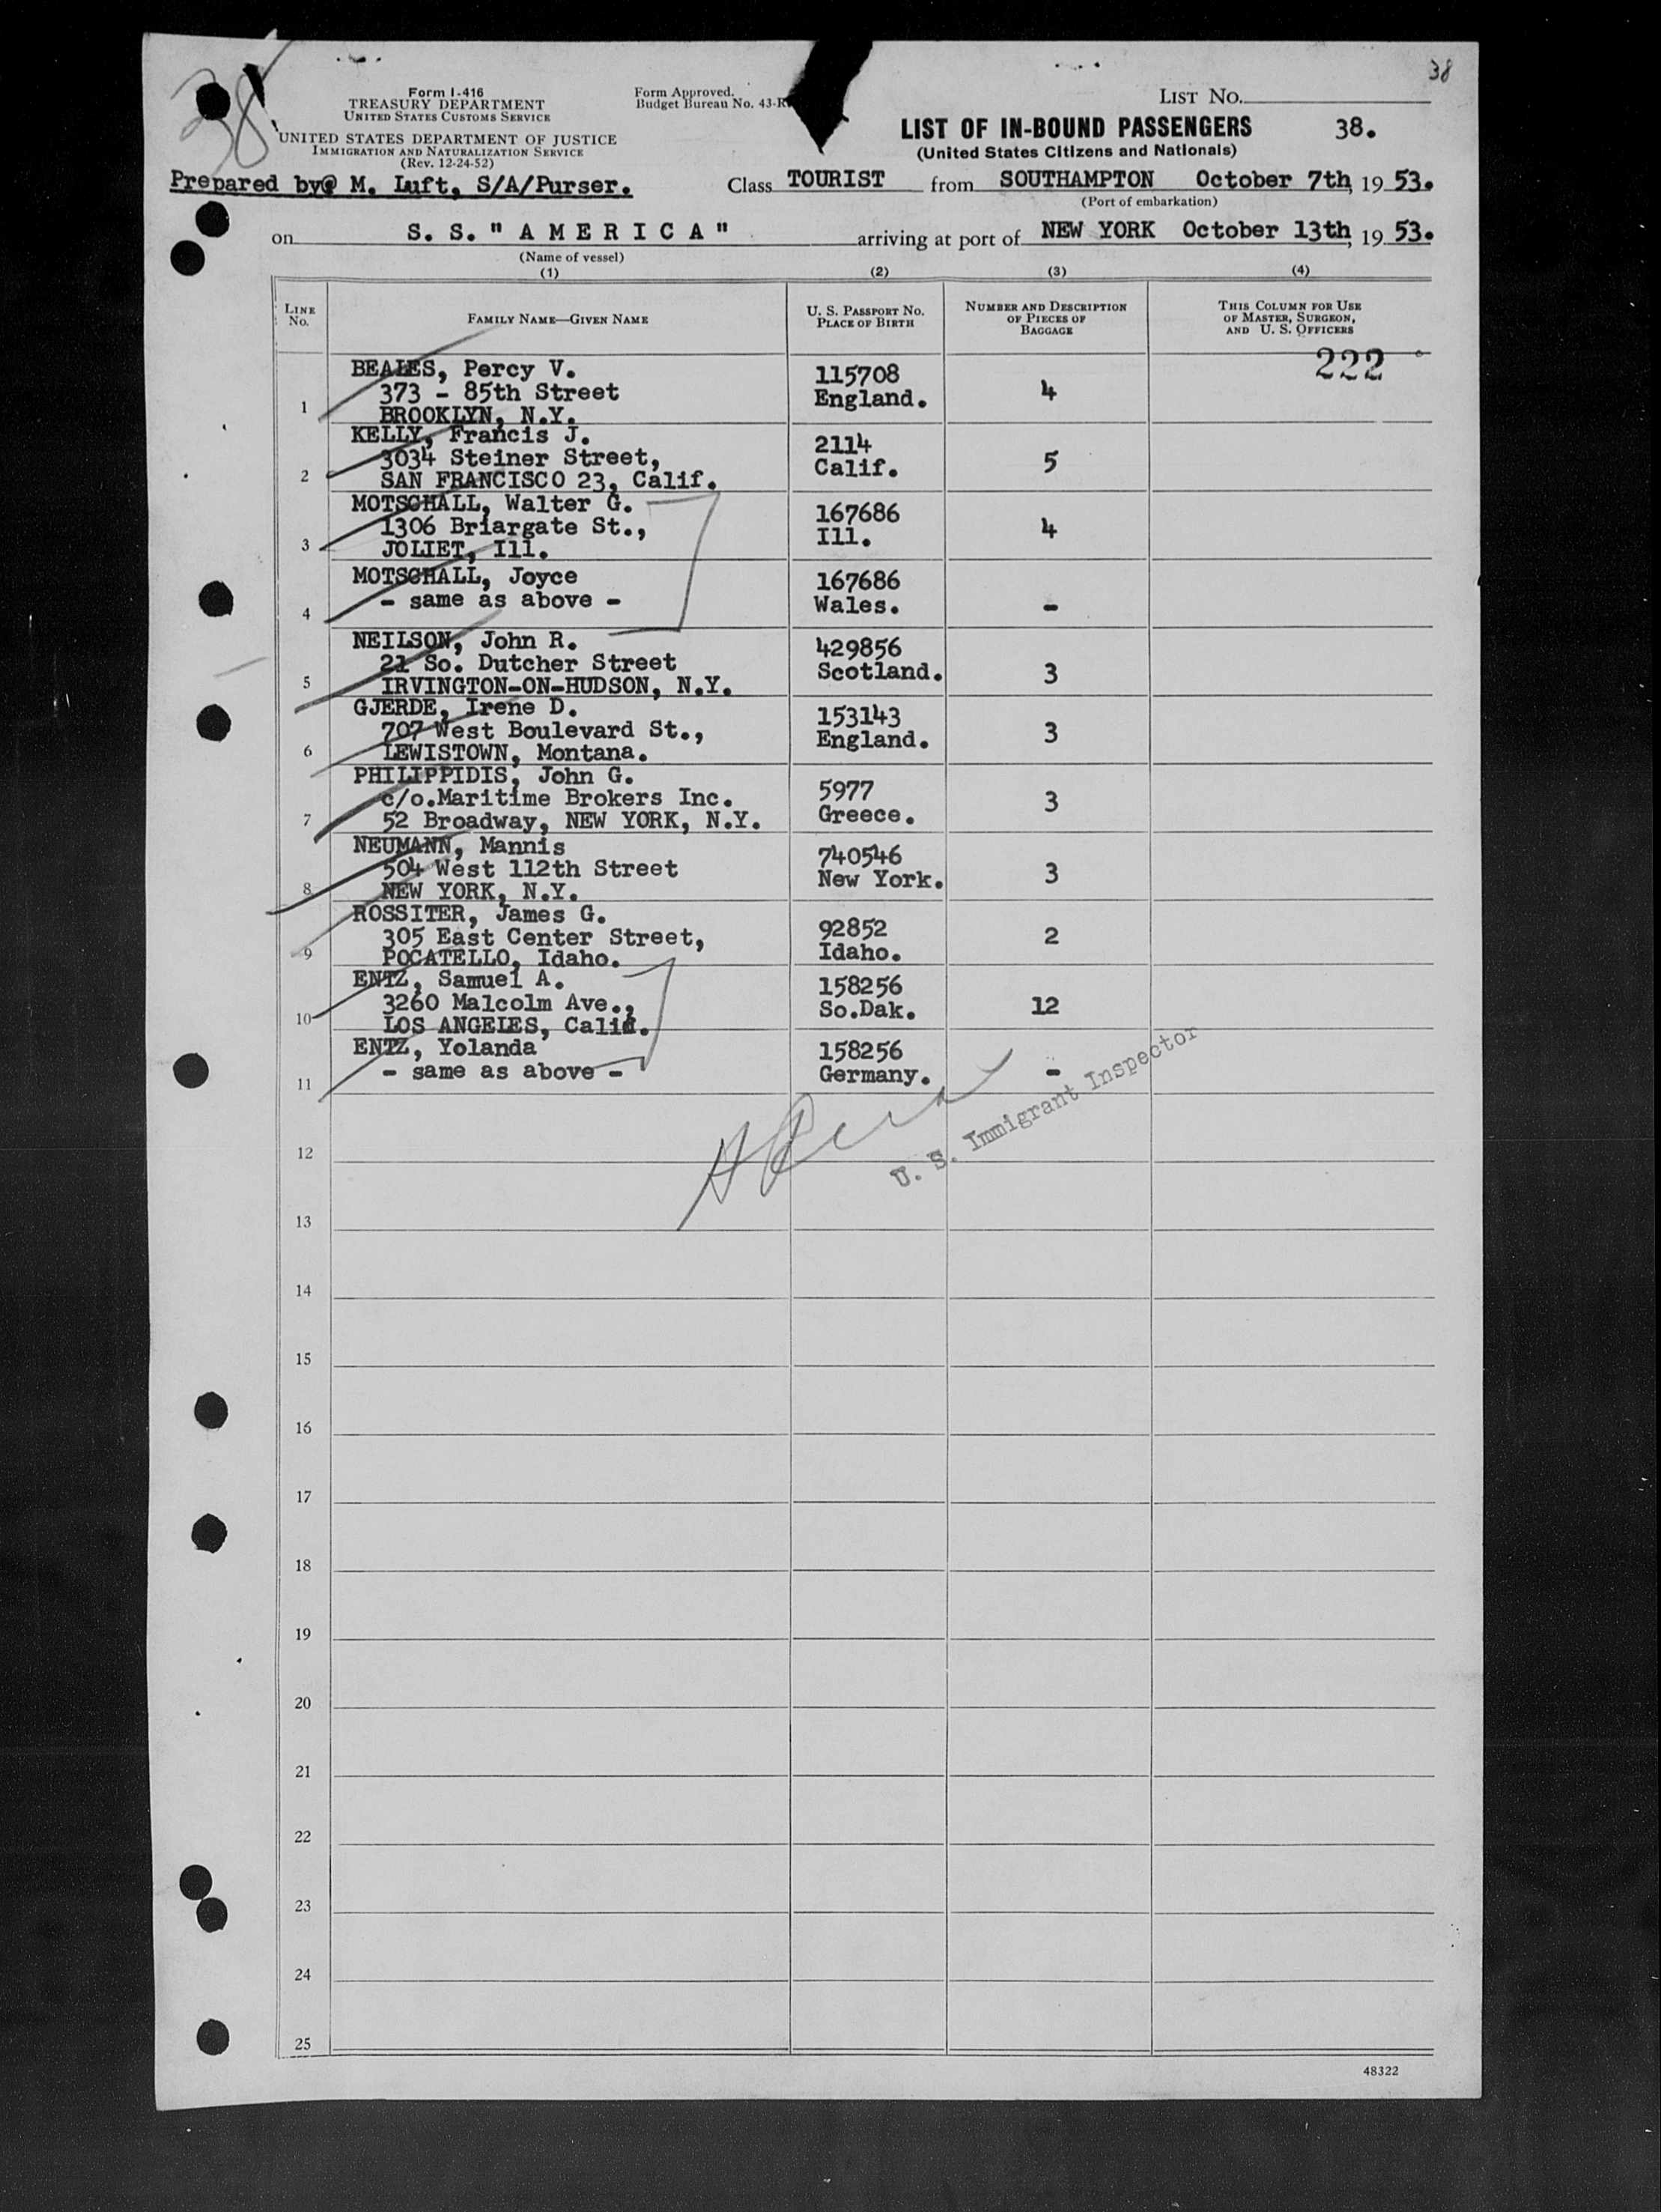 38
38
Form I-416
TREASURY DEPARTMENT
UNITED STATES CUSTOMS SERVICE
UNITED STATES DEPARTMENT OF JUSTICE
IMMIGRATION AND NATURALIZATION SERVICE
(Rev. 12-24-52)
Form Approved.
Budget Bureau No. 43-R
LIST NO.
LIST OF IN-BOUND PASSENGERS 38.
(United States Citizens and Nationals)
Prepared by@ M. Luft, S/A/Purser. Class TOURIST from SOUTHAMPTON October 7th, 19 53.
(Port of embarkation)
on S. S. " A M E R I C A " arriving at port of NEW YORK October 13th, 19 53.
(Name of vessel)
(1) (2) (3) (4)
LINE No.
FAMILY NAME—GIVEN NAME
U. S. PASSPORT NO.
PLACE OF BIRTH
NUMBER AND DESCRIPTION
OF PIECES OF
BAGGAGE
THIS COLUMN FOR USE
OF MASTER, SURGEON,
AND U. S. OFFICERS
222
BEALES, Percy V. 115708
373 - 85th Street England. 4
1 BROOKLYN, N.Y.
KELLY, Francis J. 2114
3034 Steiner Street, Calif. 5
2 SAN FRANCISCO 23, Calif.
MOTSCHALL, Walter G. 167686
1306 Briargate St., Ill. 4
3 JOLIET, Ill.
MOTSCHALL, Joyce 167686
- same as above - Wales. -
4
NEILSON, John R. 429856
21 So. Dutcher Street Scotland. 3
5 IRVINGTON-ON-HUDSON, N.Y.
GJERDE, Irene D. 153143
707 West Boulevard St., England. 3
6 LEWISTOWN, Montana.
PHILIPPIDIS, John G. 5977
c/o.Maritime Brokers Inc. Greece. 3
7 52 Broadway, NEW YORK, N.Y.
NEUMANN, Mannis 740546
504 West 112th Street New York. 3
8 NEW YORK, N.Y.
ROSSITER, James G. 92852
305 East Center Street, Idaho. 2
9 POCATELLO, Idaho.
ENTZ, Samuel A. 158256
3260 Malcolm Ave., So.Dak. 12
10 LOS ANGELES, Calif.
ENTZ, Yolanda 158256
- same as above - Germany. -
11
U. S. Immigrant Inspector
12
13
14
15
16
17
18
19
20
21
22
23
24
25
48322